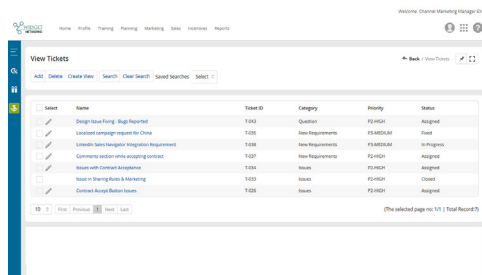 Welcome, Channel Marketing Manager
Home Profile Training Planning Marketing Sales Incentives Reports
View Tickets
Back / View Tickets
Add Delete Create View Search Clear Search Saved Searches Select
Select Name Ticket ID Category Priority Status
Design Issue Fixing - Bugs Reported T-043 Question P2-HIGH Assigned
Localized campaign request for China T-036 New Requirements P3-MEDIUM Fixed
LinkedIn Sales Navigator Integration Requirement T-038 New Requirements P2-HIGH In-Progress
Comments section while accepting contract T-037 New Requirements P2-HIGH Assigned
Issues with Contract Acceptance T-034 Issues P2-HIGH Assigned
Issue in Sharing Rules & Marketing T-033 Issues P2-HIGH Closed
Contract Accept Button Issues T-026 Issues P2-HIGH Assigned
10 First Previous 1 Next Last
(The selected page no: 1/1 | Total Record:7)